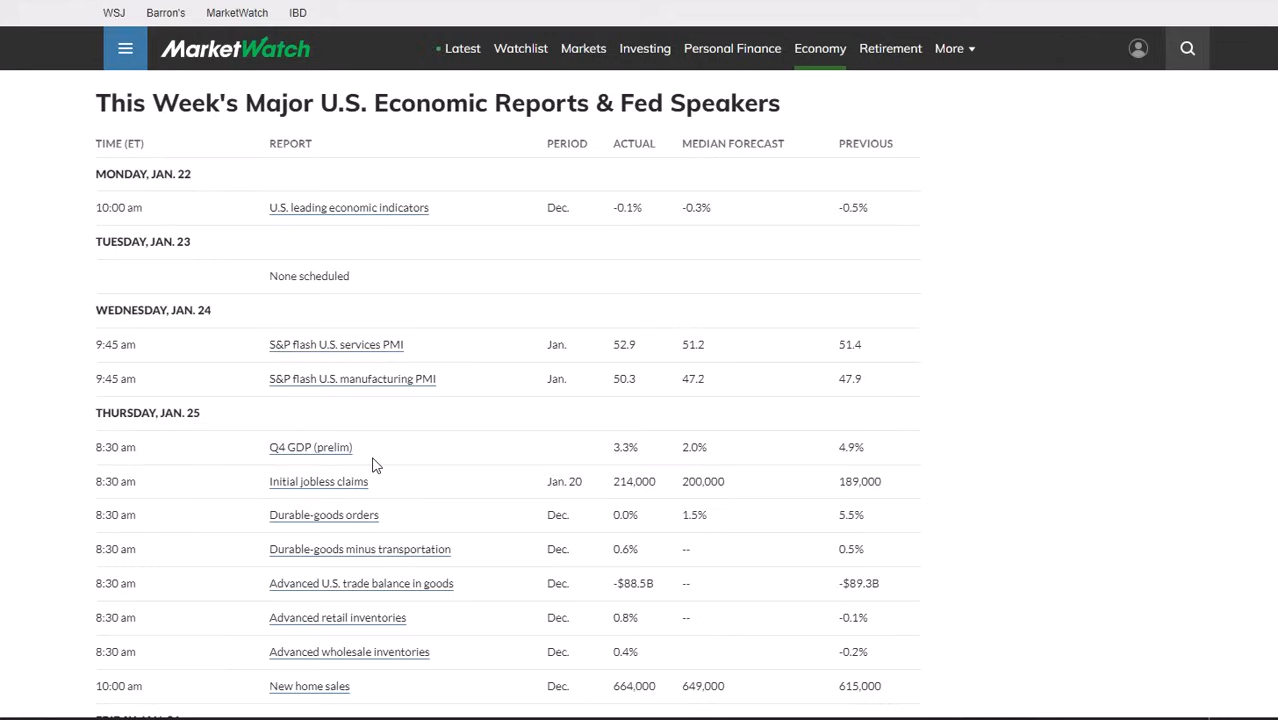 WSJ Barron's MarketWatch IBD
MarketWatch Latest Watchlist Markets Investing Personal Finance Economy Retirement More
This Week's Major U.S. Economic Reports & Fed Speakers
TIME (ET) REPORT PERIOD ACTUAL MEDIAN FORECAST PREVIOUS
MONDAY, JAN. 22
10:00 am U.S. leading economic indicators Dec. -0.1% -0.3% -0.5%
TUESDAY, JAN. 23
None scheduled
WEDNESDAY, JAN. 24
9:45 am S&P flash U.S. services PMI Jan. 52.9 51.2 51.4
9:45 am S&P flash U.S. manufacturing PMI Jan. 50.3 47.2 47.9
THURSDAY, JAN. 25
8:30 am Q4 GDP (prelim) 3.3% 2.0% 4.9%
8:30 am Initial jobless claims Jan. 20 214,000 200,000 189,000
8:30 am Durable-goods orders Dec. 0.0% 1.5% 5.5%
8:30 am Durable-goods minus transportation Dec. 0.6% -- 0.5%
8:30 am Advanced U.S. trade balance in goods Dec. -$88.5B -- -$89.3B
8:30 am Advanced retail inventories Dec. 0.8% -- -0.1%
8:30 am Advanced wholesale inventories Dec. 0.4% -0.2%
10:00 am New home sales Dec. 664,000 649,000 615,000